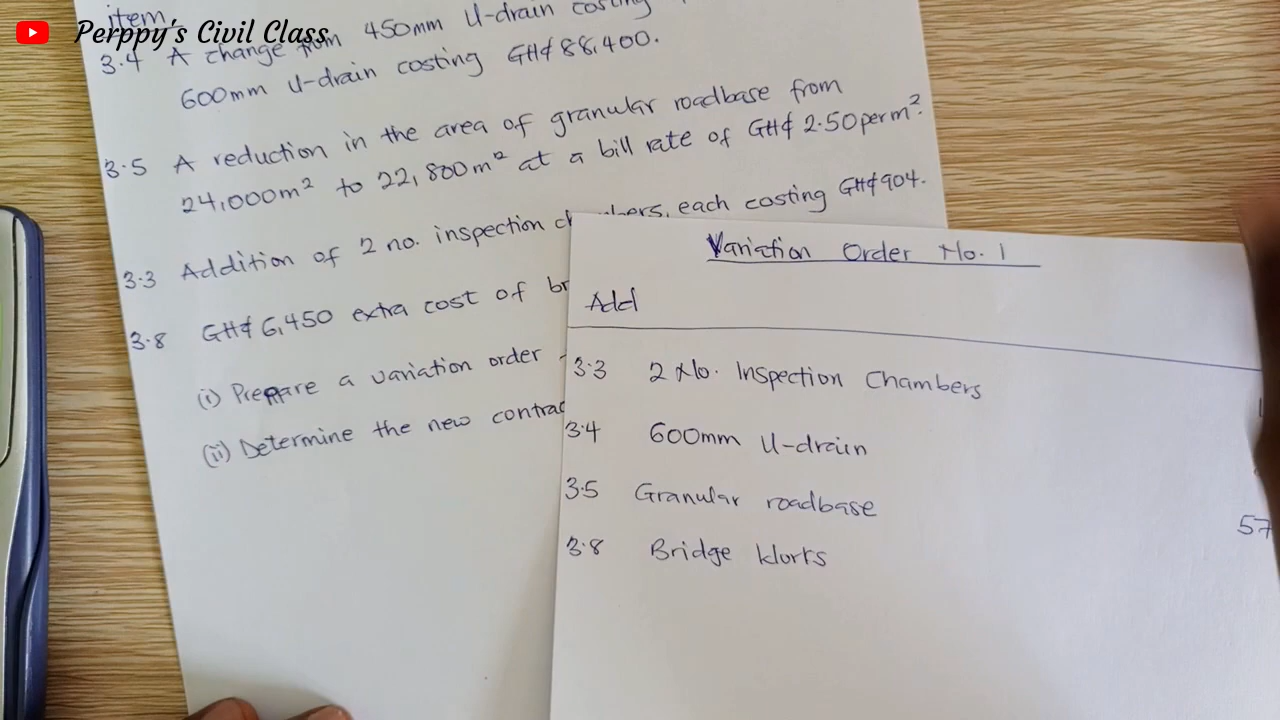 Perppy's Civil Class
item
3.4 A change from 450mm U-drain costing
600mm U-drain costing GH¢88,400.
3.5 A reduction in the area of granular roadbase from
24,000m² to 22,800m² at a bill rate of GH¢ 2.50 per m².
3.3 Addition of 2 no. inspection chambers, each costing GH¢904.
3.8 GH¢ 6,450 extra cost of
(i) Prepare a variation order
(ii) Determine the new
Variation Order No. 1
Add
3.3 2 No. Inspection Chambers
3.4 600mm U-drain
3.5 Granular roadbase
57
3.8 Bridge Works